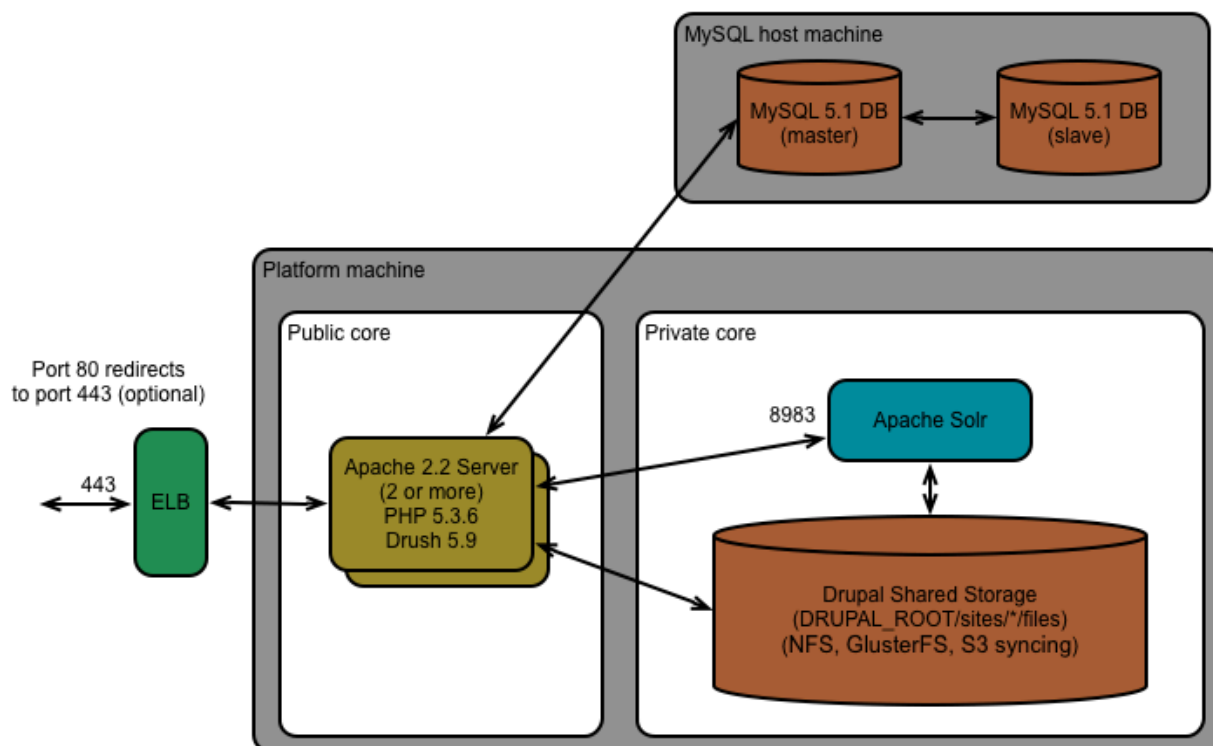 MySQL host machine
MySQL 5.1 DB
(master)
MySQL 5.1 DB
(slave)
Platform machine
Public core
Private core
Port 80 redirects
to port 443 (optional)
443
ELB
Apache 2.2 Server
(2 or more)
PHP 5.3.6
Drush 5.9
8983
Apache Solr
Drupal Shared Storage
(DRUPAL_ROOT/sites/*/files)
(NFS, GlusterFS, S3 syncing)